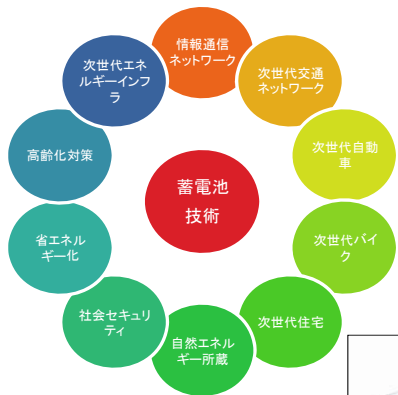 情報通信
ネットワーク
次世代交通
ネットワーク
次世代自動
車
次世代バイ
ク
次世代住宅
自然エネル
ギー所蔵
社会セキュリ
ティ
省エネル
ギー化
高齢化対策
次世代エネ
ルギーインフ
ラ
蓄電池
技術